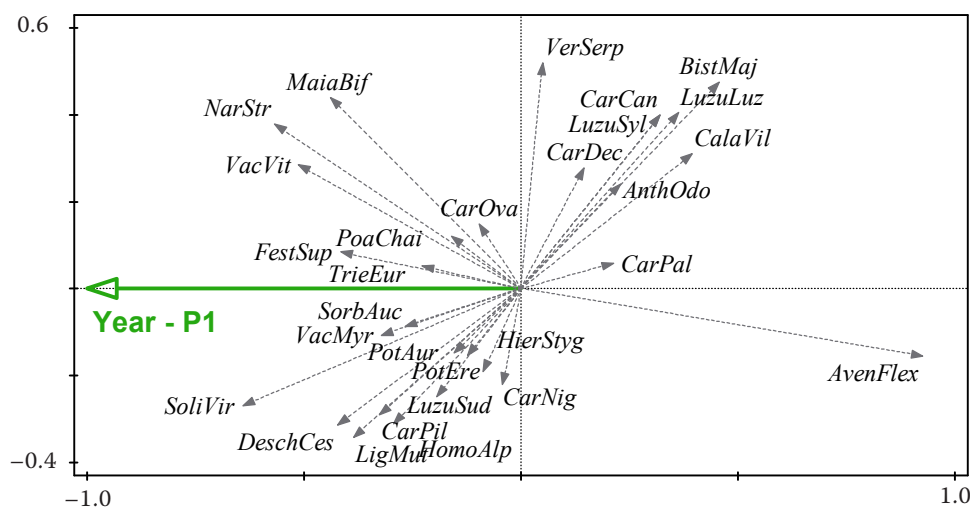 0.6
VerSerp
BistMaj
MaiaBif
CarCan
LuzuLuz
NarStr
LuzuSyl
CalaVil
CarDec
VacVit
AnthOdo
CarOva
PoaChai
FestSup
CarPal
TrieEur
SorbAuc
Year - P1
VacMyr
HierStyg
PotAur
PotEre
AvenFlex
CarNig
SoliVir
LuzuSud
CarPil
DeschCes
HomoAlp
LigMut
−0.4
−1.0
1.0